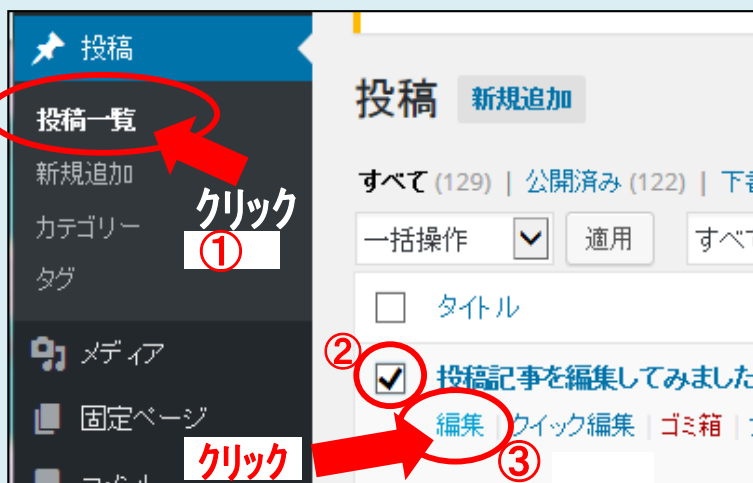 投稿
投稿一覧
新規追加
カテゴリー
タグ
メディア
固定ページ
クリック
①
クリック
投稿 新規追加
すべて (129) | 公開済み (122) | 下書
一括操作 適用 すべて
タイトル
②
投稿記事を編集してみました
編集 | クイック編集 | ゴミ箱 |
③